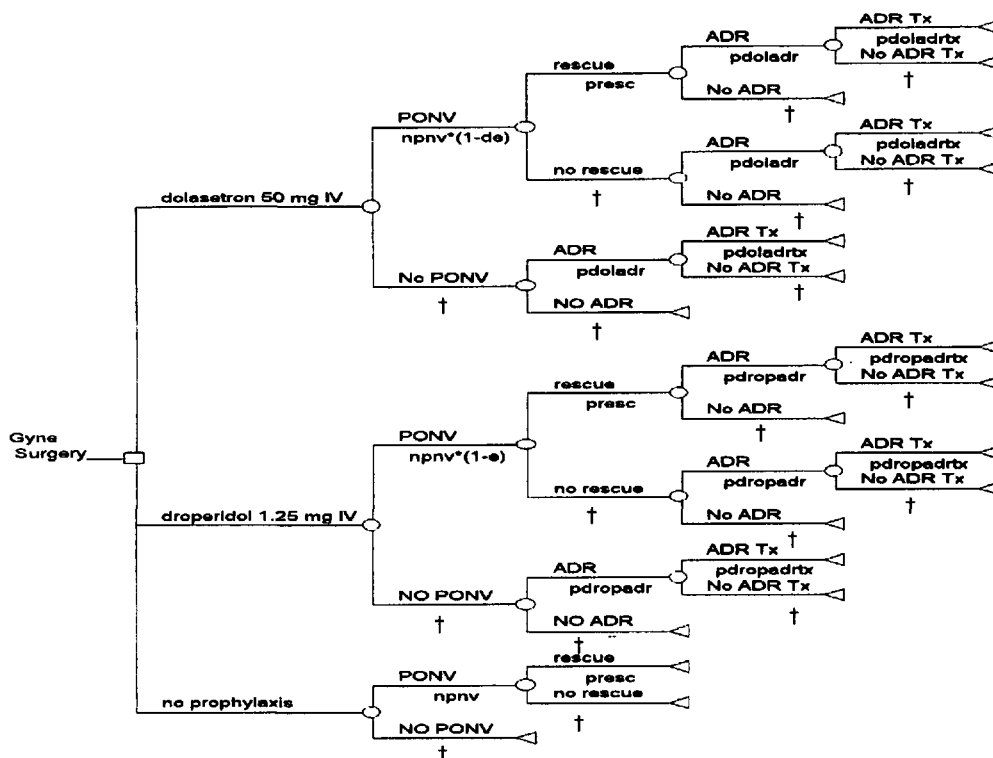 ADR Tx
ADR
pdoladrtx
rescue
pdoladr
No ADR Tx
presc
†
No ADR
PONV
†
npnv*(1-de)
ADR Tx
ADR
pdoladrtx
no rescue
pdoladr
No ADR Tx
†
†
No ADR
dolasetron 50 mg IV
†
ADR Tx
ADR
pdoladrtx
No PONV
pdoladr
No ADR Tx
†
†
NO ADR
†
ADR Tx
ADR
pdropadrtx
rescue
pdropadr
No ADR Tx
presc
†
No ADR
PONV
†
Gyne
Surgery
npnv*(1-e)
ADR Tx
ADR
pdropadrtx
no rescue
pdropadr
No ADR Tx
†
†
No ADR
droperidol 1.25 mg IV
†
ADR Tx
ADR
pdropadrtx
NO PONV
pdropadr
No ADR Tx
†
†
NO ADR
†
rescue
PONV
presc
npnv
no rescue
no prophylaxis
†
NO PONV
†